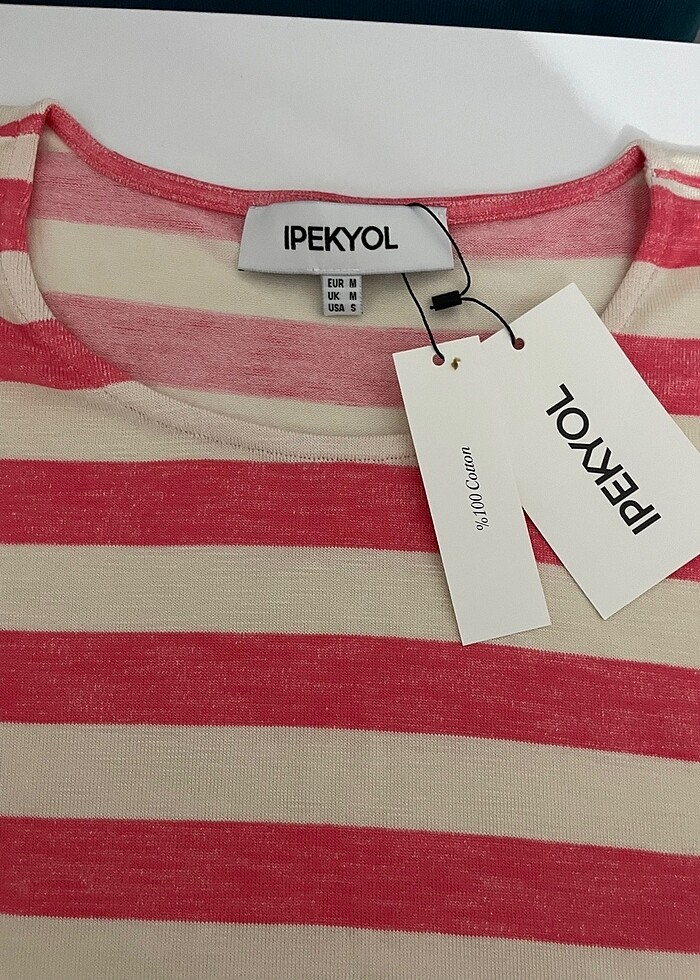 IPEKYOL
EUR M
UK M
USA S
%100 Cotton
IPEKYOL